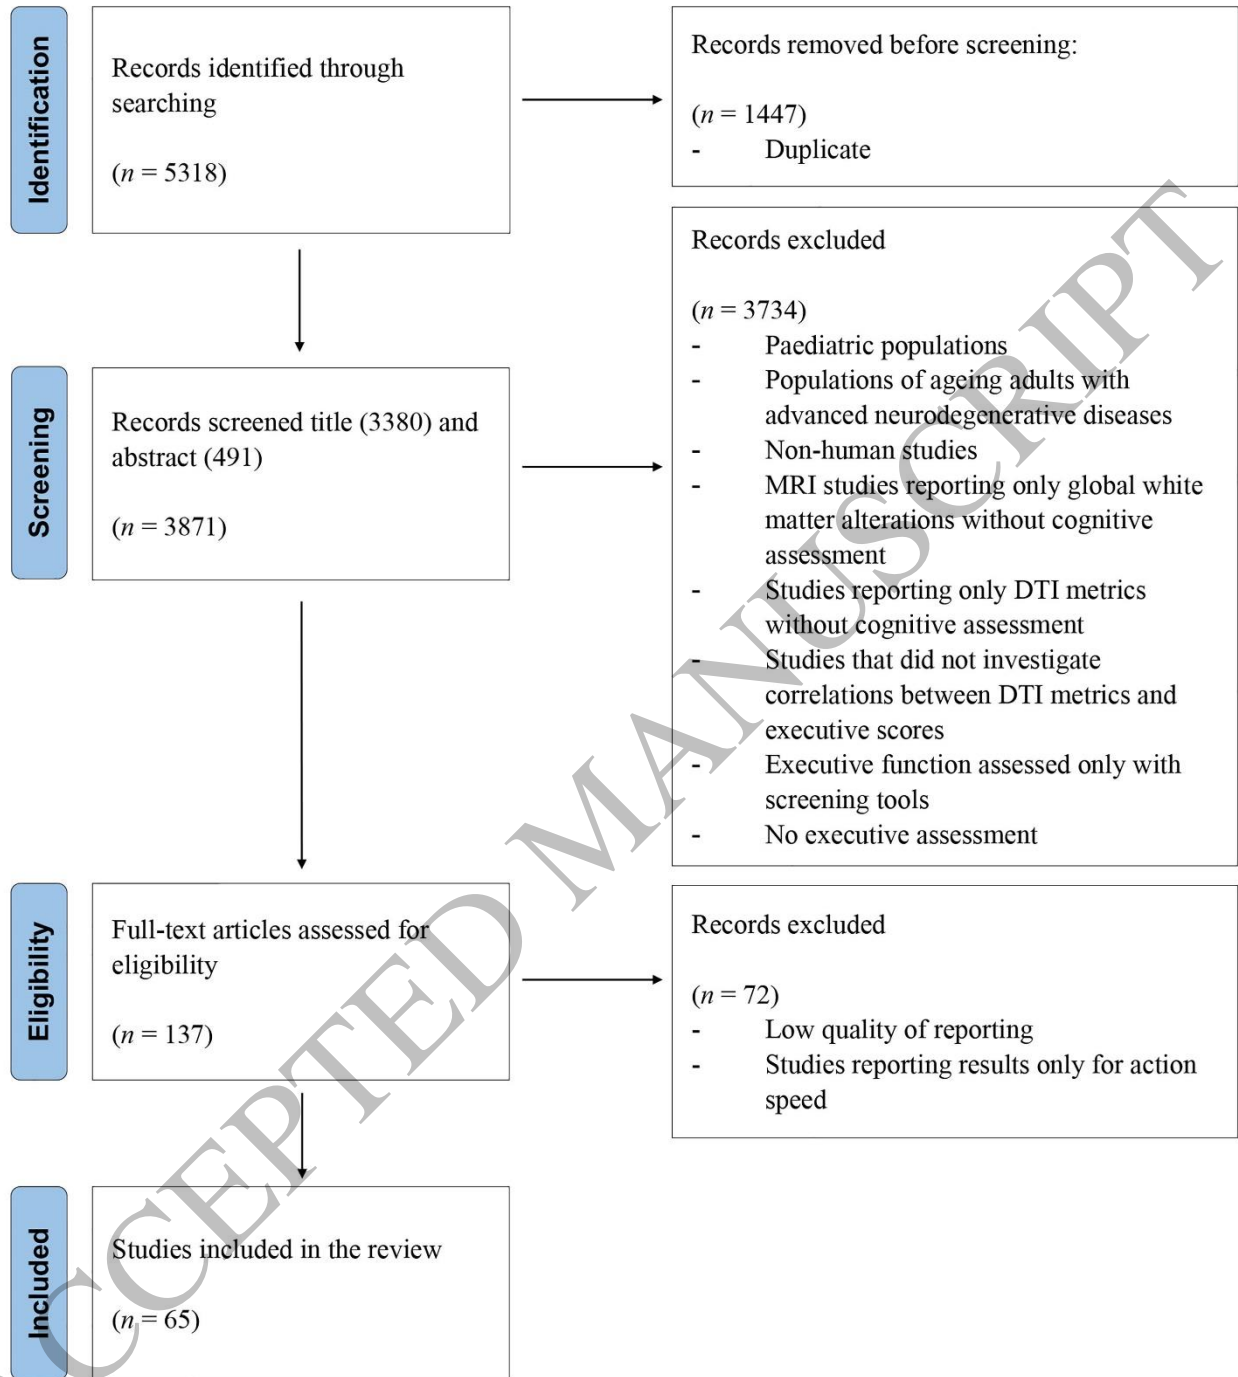 Identification
Records identified through
searching
(n = 5318)
Records removed before screening:
(n = 1447)
- Duplicate
Screening
Records screened title (3380) and
abstract (491)
(n = 3871)
Records excluded
(n = 3734)
- Paediatric populations
- Populations of ageing adults with
advanced neurodegenerative diseases
- Non-human studies
- MRI studies reporting only global white
matter alterations without cognitive
assessment
- Studies reporting only DTI metrics
without cognitive assessment
- Studies that did not investigate
correlations between DTI metrics and
executive scores
- Executive function assessed only with
screening tools
- No executive assessment
Eligibility
Full-text articles assessed for
eligibility
(n = 137)
Records excluded
(n = 72)
- Low quality of reporting
- Studies reporting results only for action
speed
Included
Studies included in the review
(n = 65)
CCEPTED MANUSCRIPT